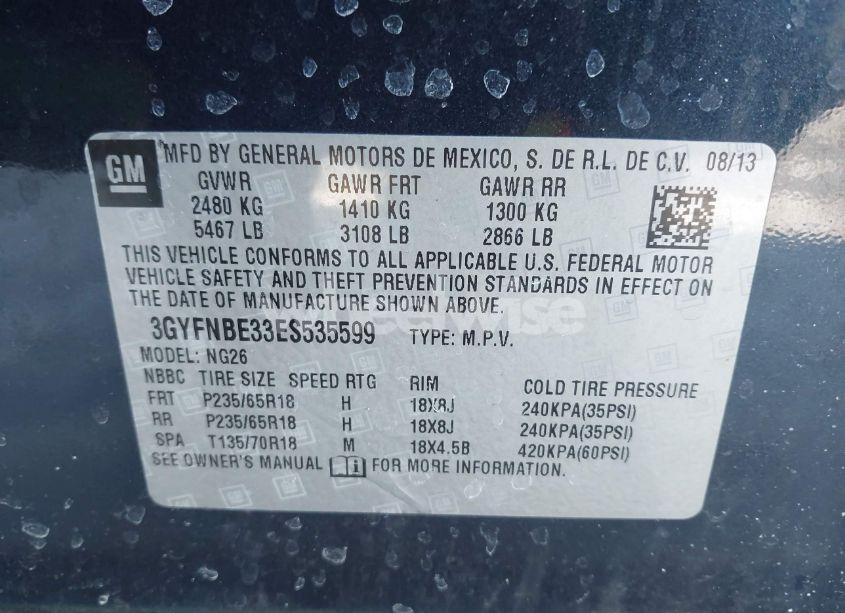 GM
MFD BY GENERAL MOTORS DE MEXICO, S. DE R.L. DE C.V. 08/13
GVWR GAWR FRT GAWR RR
2480 KG 1410 KG 1300 KG
5467 LB 3108 LB 2866 LB
THIS VEHICLE CONFORMS TO ALL APPLICABLE U.S. FEDERAL MOTOR
VEHICLE SAFETY AND THEFT PREVENTION STANDARDS IN EFFECT ON
THE DATE OF MANUFACTURE SHOWN ABOVE.
3GYFNBE33ES535599 TYPE: M.P.V.
MODEL: NG26
NBBC TIRE SIZE SPEED RTG RIM COLD TIRE PRESSURE
FRT P235/65R18 H 18X8J 240KPA(35PSI)
RR P235/65R18 H 18X8J 240KPA(35PSI)
SPA T135/70R18 M 18X4.5B 420KPA(60PSI)
SEE OWNER'S MANUAL FOR MORE INFORMATION.